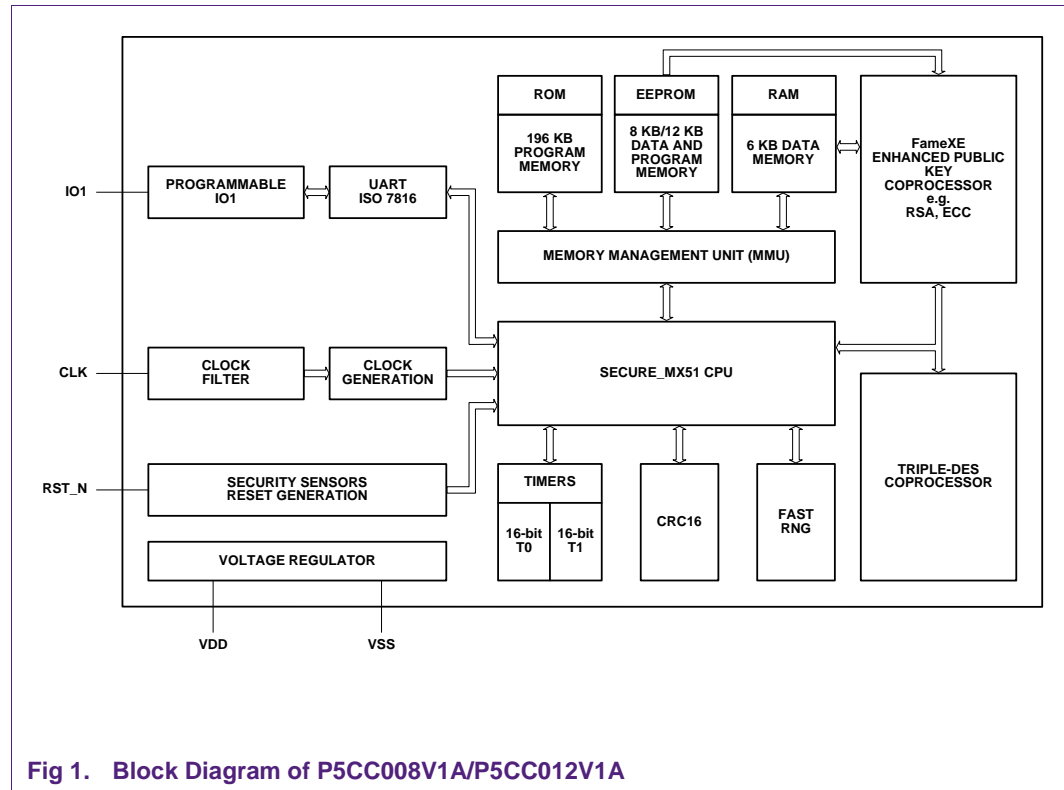 ROM
EEPROM
RAM
196 KB
PROGRAM
MEMORY
8 KB/12 KB
DATA AND
PROGRAM
MEMORY
6 KB DATA
MEMORY
FameXE
ENHANCED PUBLIC
KEY
COPROCESSOR
e.g.
RSA, ECC
IO1
PROGRAMMABLE
IO1
UART
ISO 7816
MEMORY MANAGEMENT UNIT (MMU)
CLK
CLOCK
FILTER
CLOCK
GENERATION
SECURE_MX51 CPU
RST_N
SECURITY SENSORS
RESET GENERATION
TIMERS
16-bit
T0
16-bit
T1
CRC16
FAST
RNG
TRIPLE-DES
COPROCESSOR
VOLTAGE REGULATOR
VDD
VSS
Fig 1. Block Diagram of P5CC008V1A/P5CC012V1A